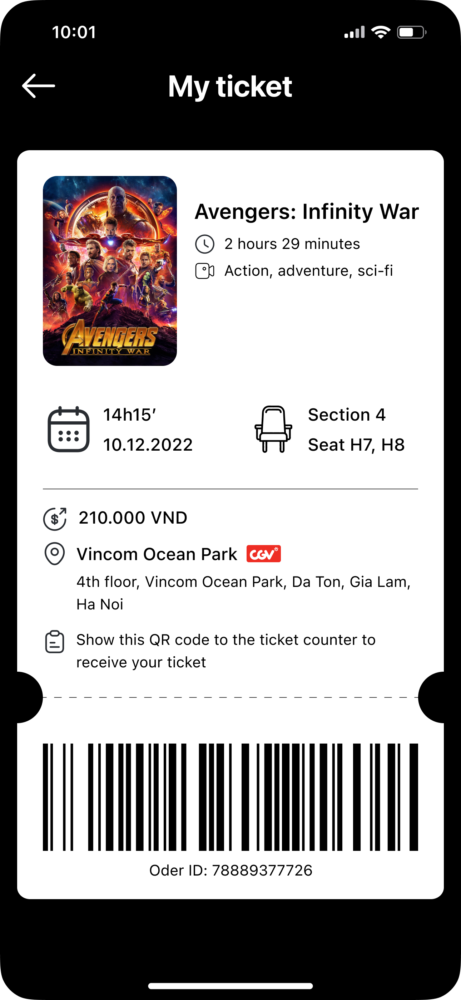 10:01
My ticket
Avengers: Infinity War
2 hours 29 minutes
Action, adventure, sci-fi
AVENGERS
INFINITY WAR
14h15’
10.12.2022
Section 4
Seat H7, H8
$
210.000 VND
Vincom Ocean Park CGV*
4th floor, Vincom Ocean Park, Da Ton, Gia Lam,
Ha Noi
Show this QR code to the ticket counter to
receive your ticket
Oder ID: 78889377726